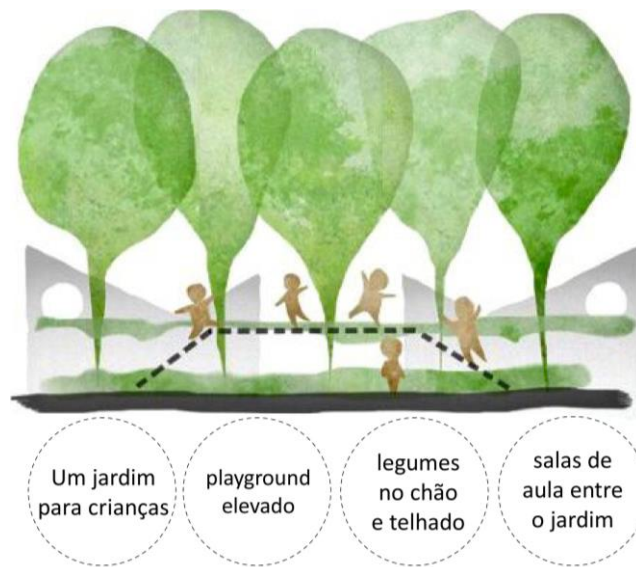 Um jardim
para crianças
playground
elevado
legumes
no chão
e telhado
salas de
aula entre
o jardim